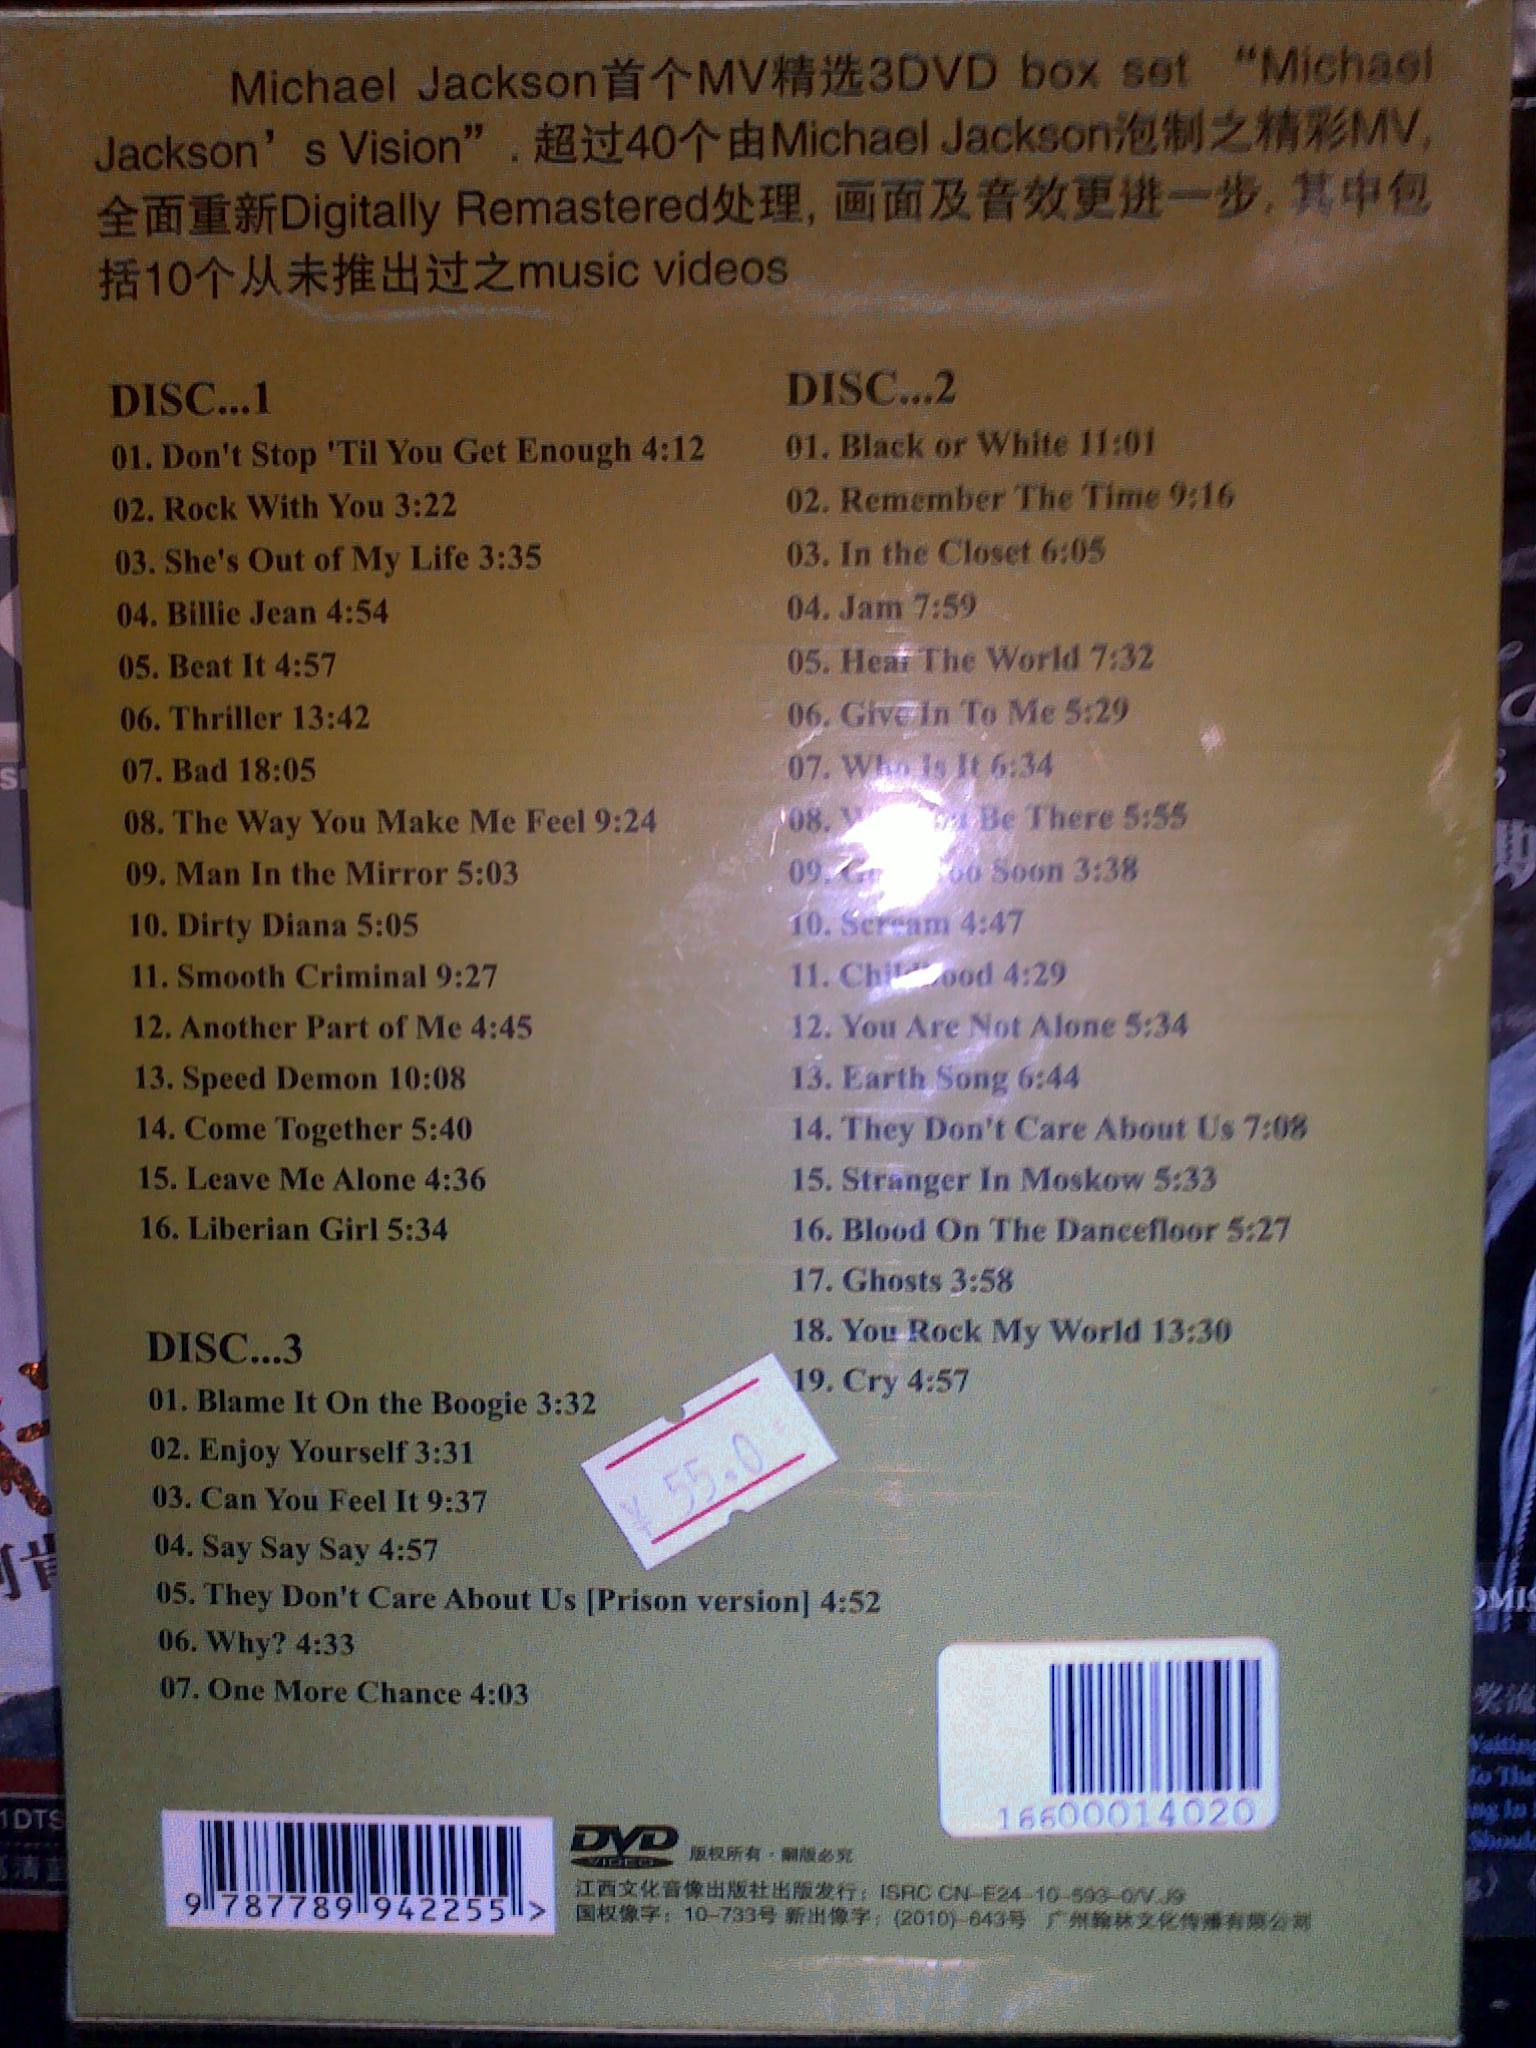 Michael Jackson首个MV精选3DVD box set “Michael
Jackson’s Vision”. 超过40个由Michael Jackson泡制之精彩MV,
全面重新Digitally Remastered处理, 画面及音效更进一步. 其中包
括10个从未推出过之music videos
DISC...1
01. Don't Stop 'Til You Get Enough 4:12
02. Rock With You 3:22
03. She's Out of My Life 3:35
04. Billie Jean 4:54
05. Beat It 4:57
06. Thriller 13:42
07. Bad 18:05
08. The Way You Make Me Feel 9:24
09. Man In the Mirror 5:03
10. Dirty Diana 5:05
11. Smooth Criminal 9:27
12. Another Part of Me 4:45
13. Speed Demon 10:08
14. Come Together 5:40
15. Leave Me Alone 4:36
16. Liberian Girl 5:34
DISC...2
01. Black or White 11:01
02. Remember The Time 9:16
03. In the Closet 6:05
04. Jam 7:59
05. Heal The World 7:32
06. Give In To Me 5:29
07. Who Is It 6:34
08. Be There 5:55
09. Soon 3:38
10. Scream 4:47
11. Childhood 4:29
12. You Are Not Alone 5:34
13. Earth Song 6:44
14. They Don't Care About Us 7:08
15. Stranger In Moskow 5:33
16. Blood On The Dancefloor 5:27
17. Ghosts 3:58
18. You Rock My World 13:30
19. Cry 4:57
DISC...3
01. Blame It On the Boogie 3:32
02. Enjoy Yourself 3:31
03. Can You Feel It 9:37
04. Say Say Say 4:57
05. They Don't Care About Us [Prison version] 4:52
06. Why? 4:33
07. One More Chance 4:03
¥ 55.0
16600014020
9 787789 942255 >
DVD VIDEO 版权所有·翻版必究
江西文化音像出版社出版发行: ISRC CN-E24-10-593-0/V.J9
国权像字: 10-733号 新出像字: (2010)-643号 广州翰林文化传播有限公司
1DTS